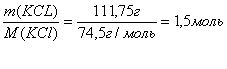 m(KCL)/M(KCl) = 111,75г/74,5г / моль = 1,5моль